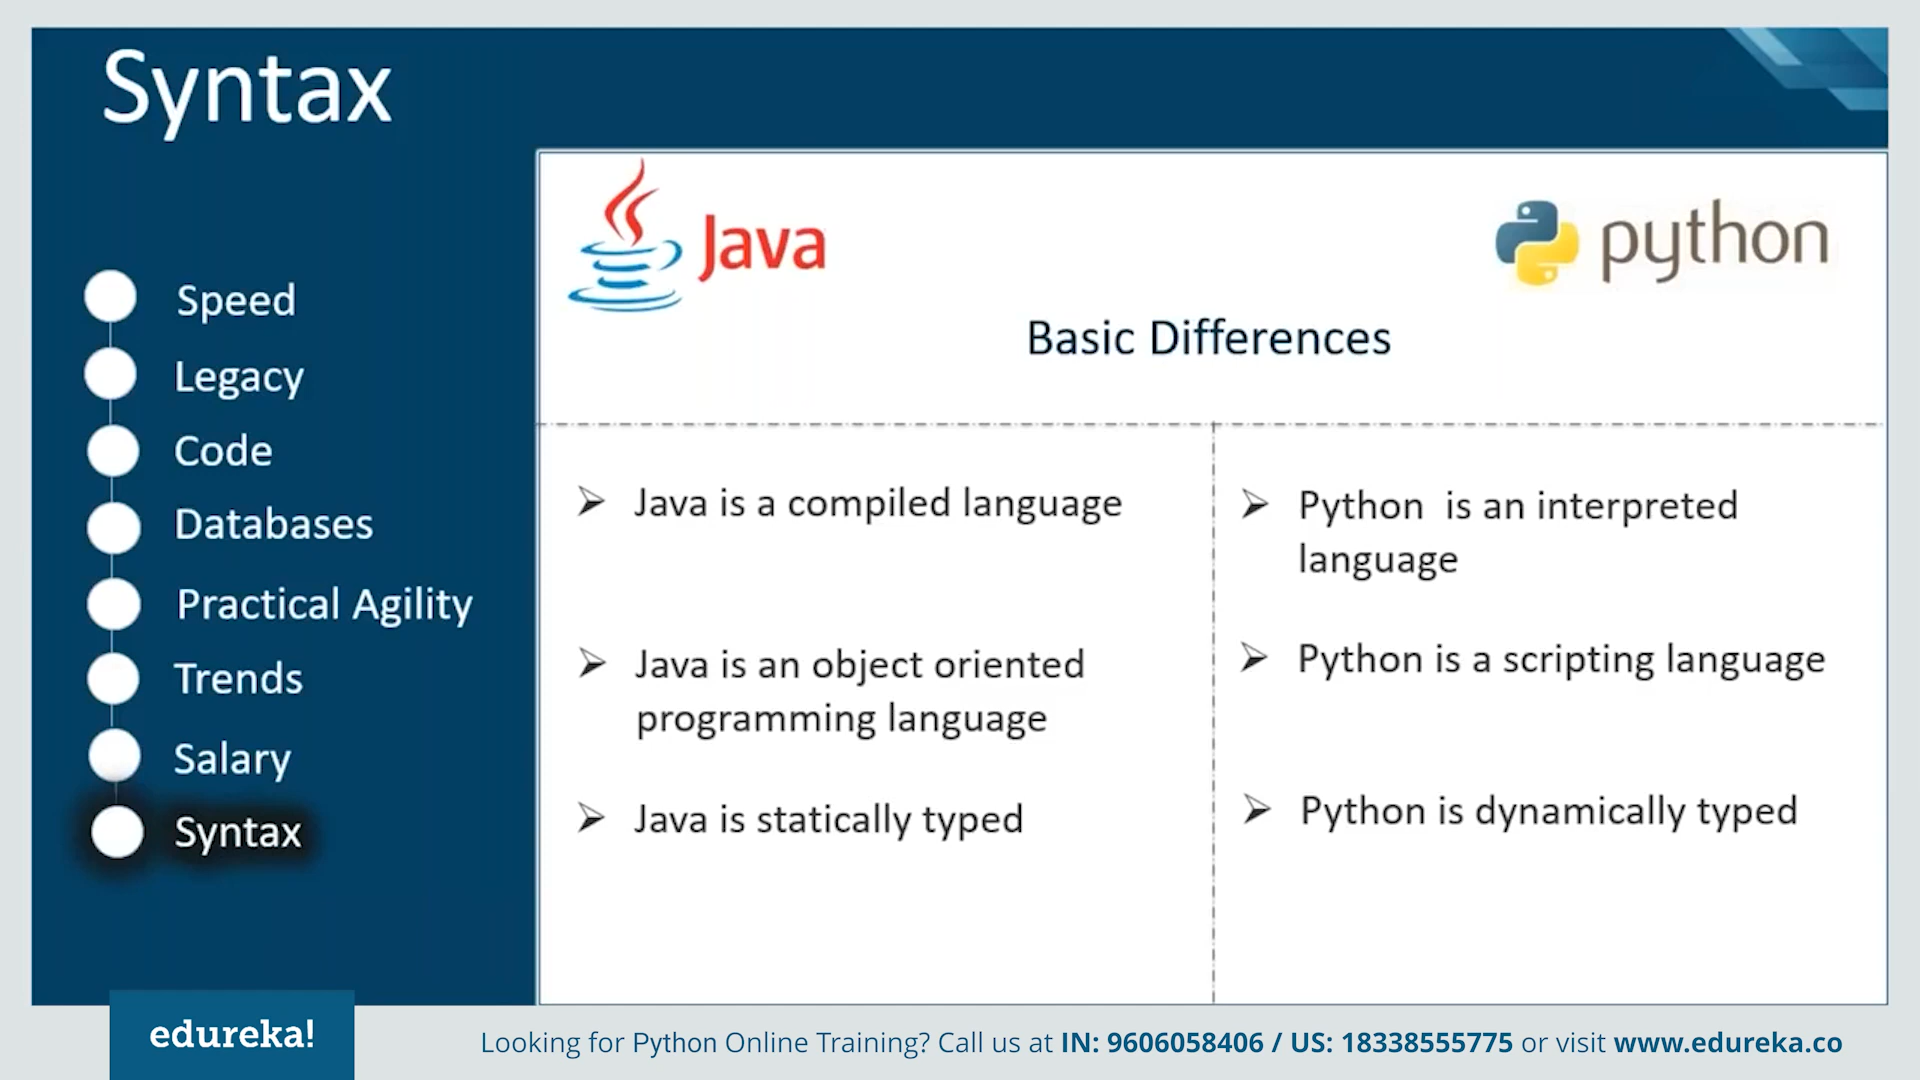 Syntax
Speed
Legacy
Code
Databases
Practical Agility
Trends
Salary
Syntax
Java
python
Basic Differences
Java is a compiled language
Java is an object oriented
programming language
Java is statically typed
Python is an interpreted
language
Python is a scripting language
Python is dynamically typed
edureka!
Looking for Python Online Training? Call us at IN: 9606058406 / US: 18338555775 or visit www.edureka.co